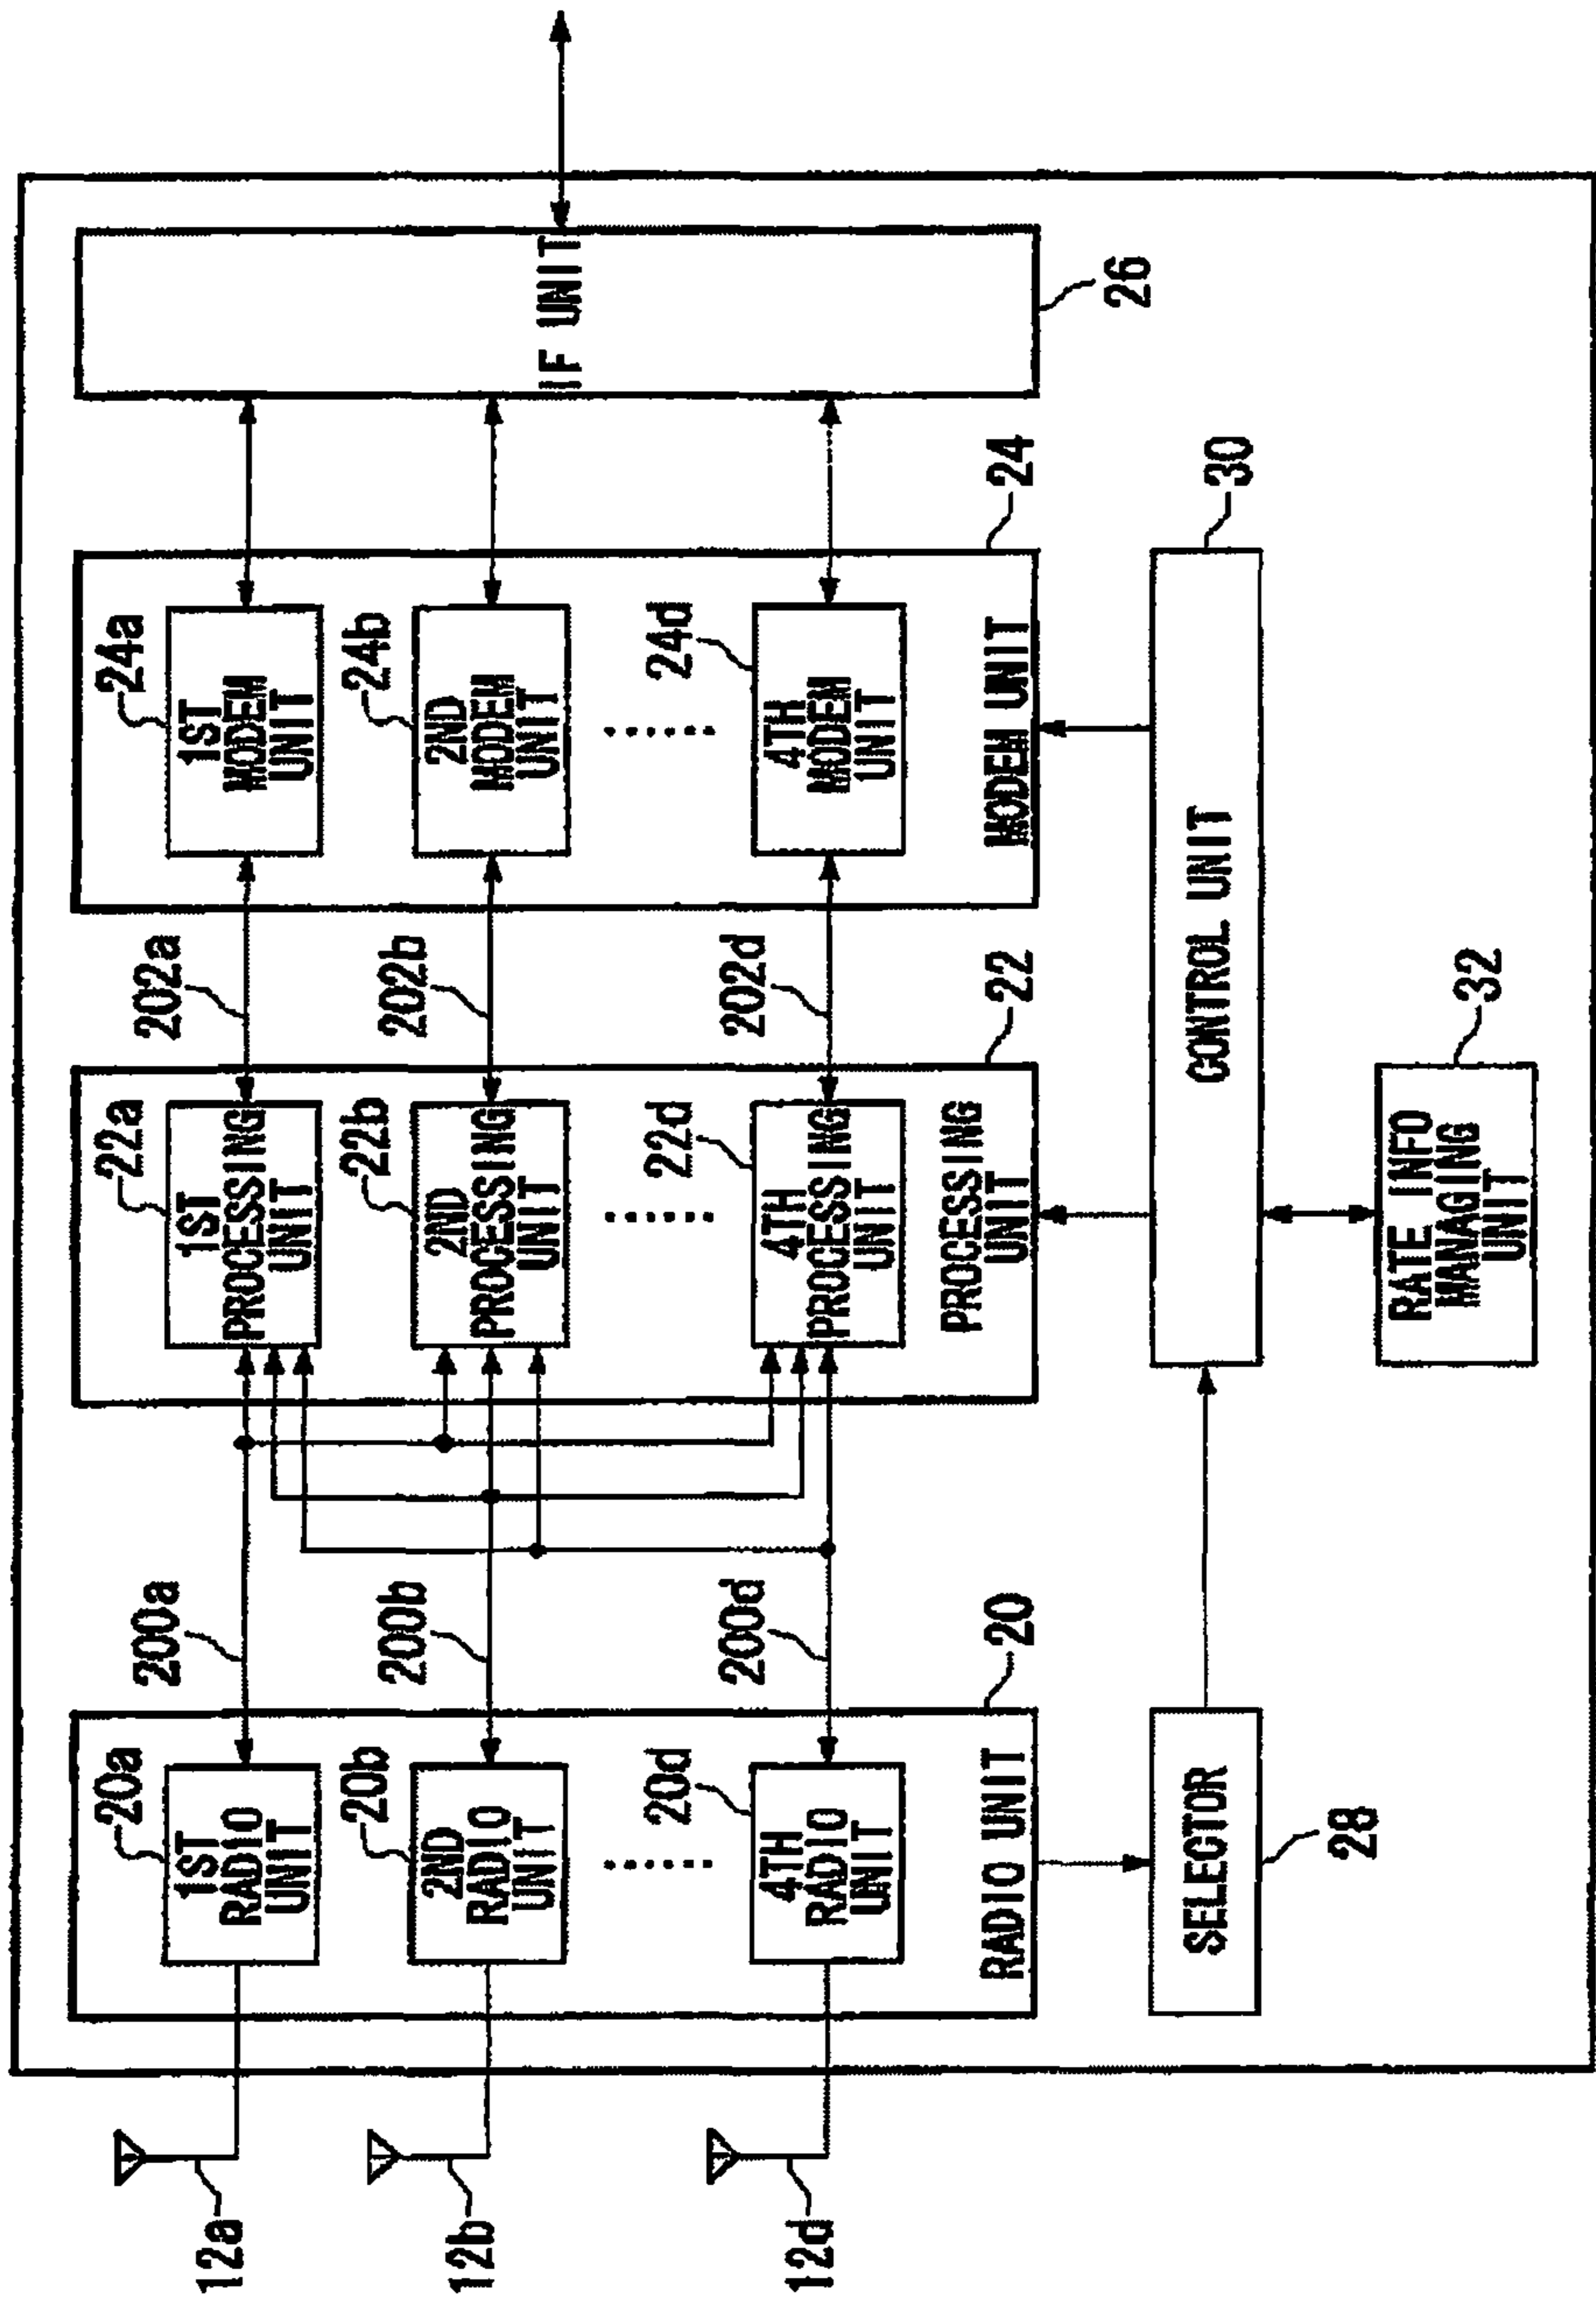 12a
12b
12d
20a
1ST
RADIO
UNIT
20b
2ND
RADIO
UNIT
20d
4TH
RADIO
UNIT
RADIO UNIT
20
200a
200b
200d
22a
1ST
PROCESSING
UNIT
22b
2ND
PROCESSING
UNIT
22d
4TH
PROCESSING
UNIT
PROCESSING
UNIT
22
202a
202b
202d
24a
1ST
MODEM
UNIT
24b
2ND
MODEM
UNIT
24d
4TH
MODEM
UNIT
MODEM UNIT
24
IF UNIT
26
SELECTOR
28
CONTROL UNIT
30
RATE INFO
MANAGING
UNIT
32